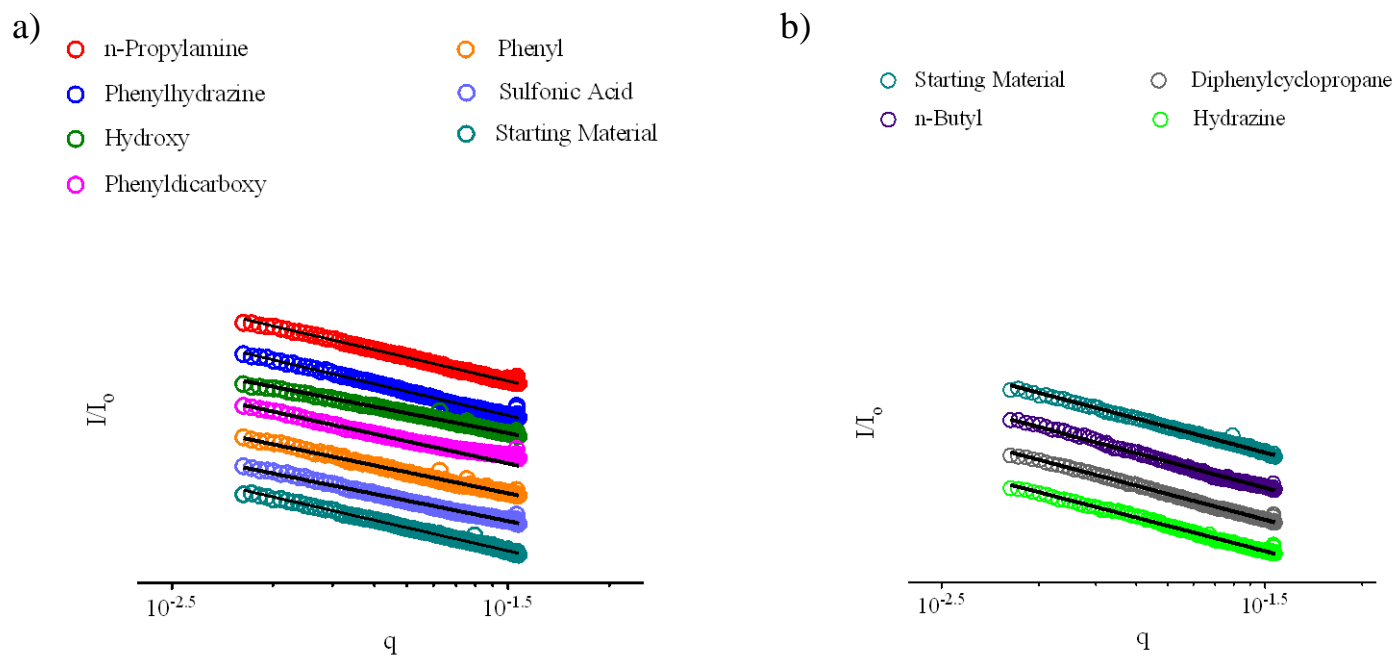 a)
n-Propylamine
Phenylhydrazine
Hydroxy
Phenyldicarboxy
Phenyl
Sulfonic Acid
Starting Material
I/Io
10-2.5
10-1.5
q
b)
Starting Material
n-Butyl
Diphenylcyclopropane
Hydrazine
I/Io
10-2.5
10-1.5
q